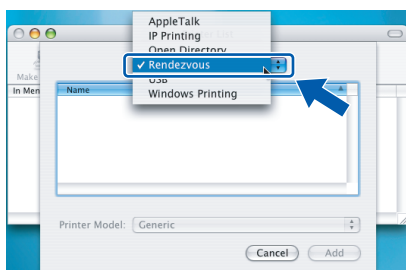 AppleTalk
IP Printing
Open Directory
✓ Rendezvous
USB
Windows Printing
Make
In Men
Name
Printer Model: Generic
Cancel Add